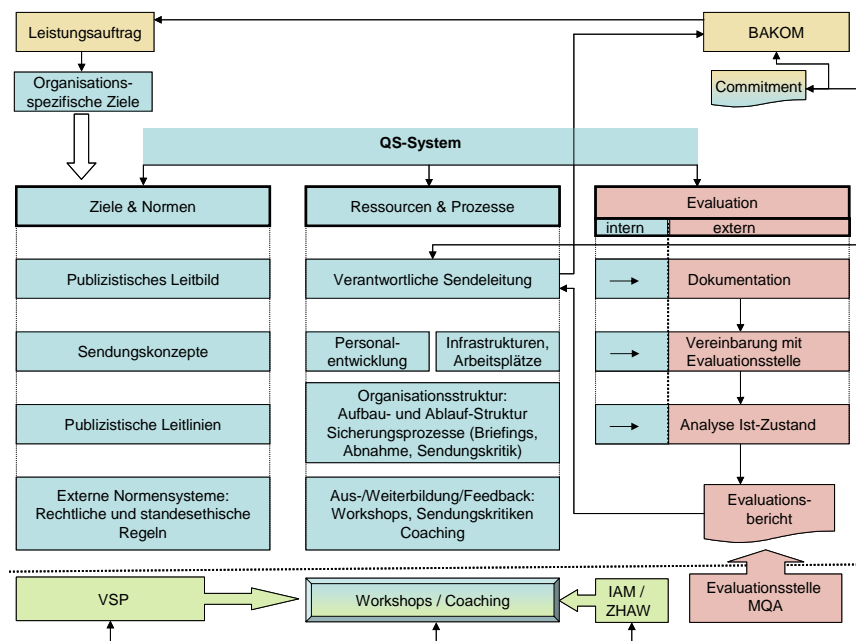 Leistungsauftrag
BAKOM
Organisations-
spezifische Ziele
Commitment
QS-System
Ziele & Normen
Ressourcen & Prozesse
Evaluation
intern
extern
Publizistisches Leitbild
Verantwortliche Sendeleitung
Dokumentation
Sendungskonzepte
Personal-
entwicklung
Infrastrukturen,
Arbeitsplätze
Vereinbarung mit
Evaluationsstelle
Publizistische Leitlinien
Organisationsstruktur:
Aufbau- und Ablauf-Struktur
Sicherungsprozesse (Briefings,
Abnahme, Sendungskritik)
Analyse Ist-Zustand
Externe Normensysteme:
Rechtliche und standesethische
Regeln
Aus-/Weiterbildung/Feedback:
Workshops, Sendungskritiken
Coaching
Evaluations-
bericht
VSP
Workshops / Coaching
IAM /
ZHAW
Evaluationsstelle
MQA